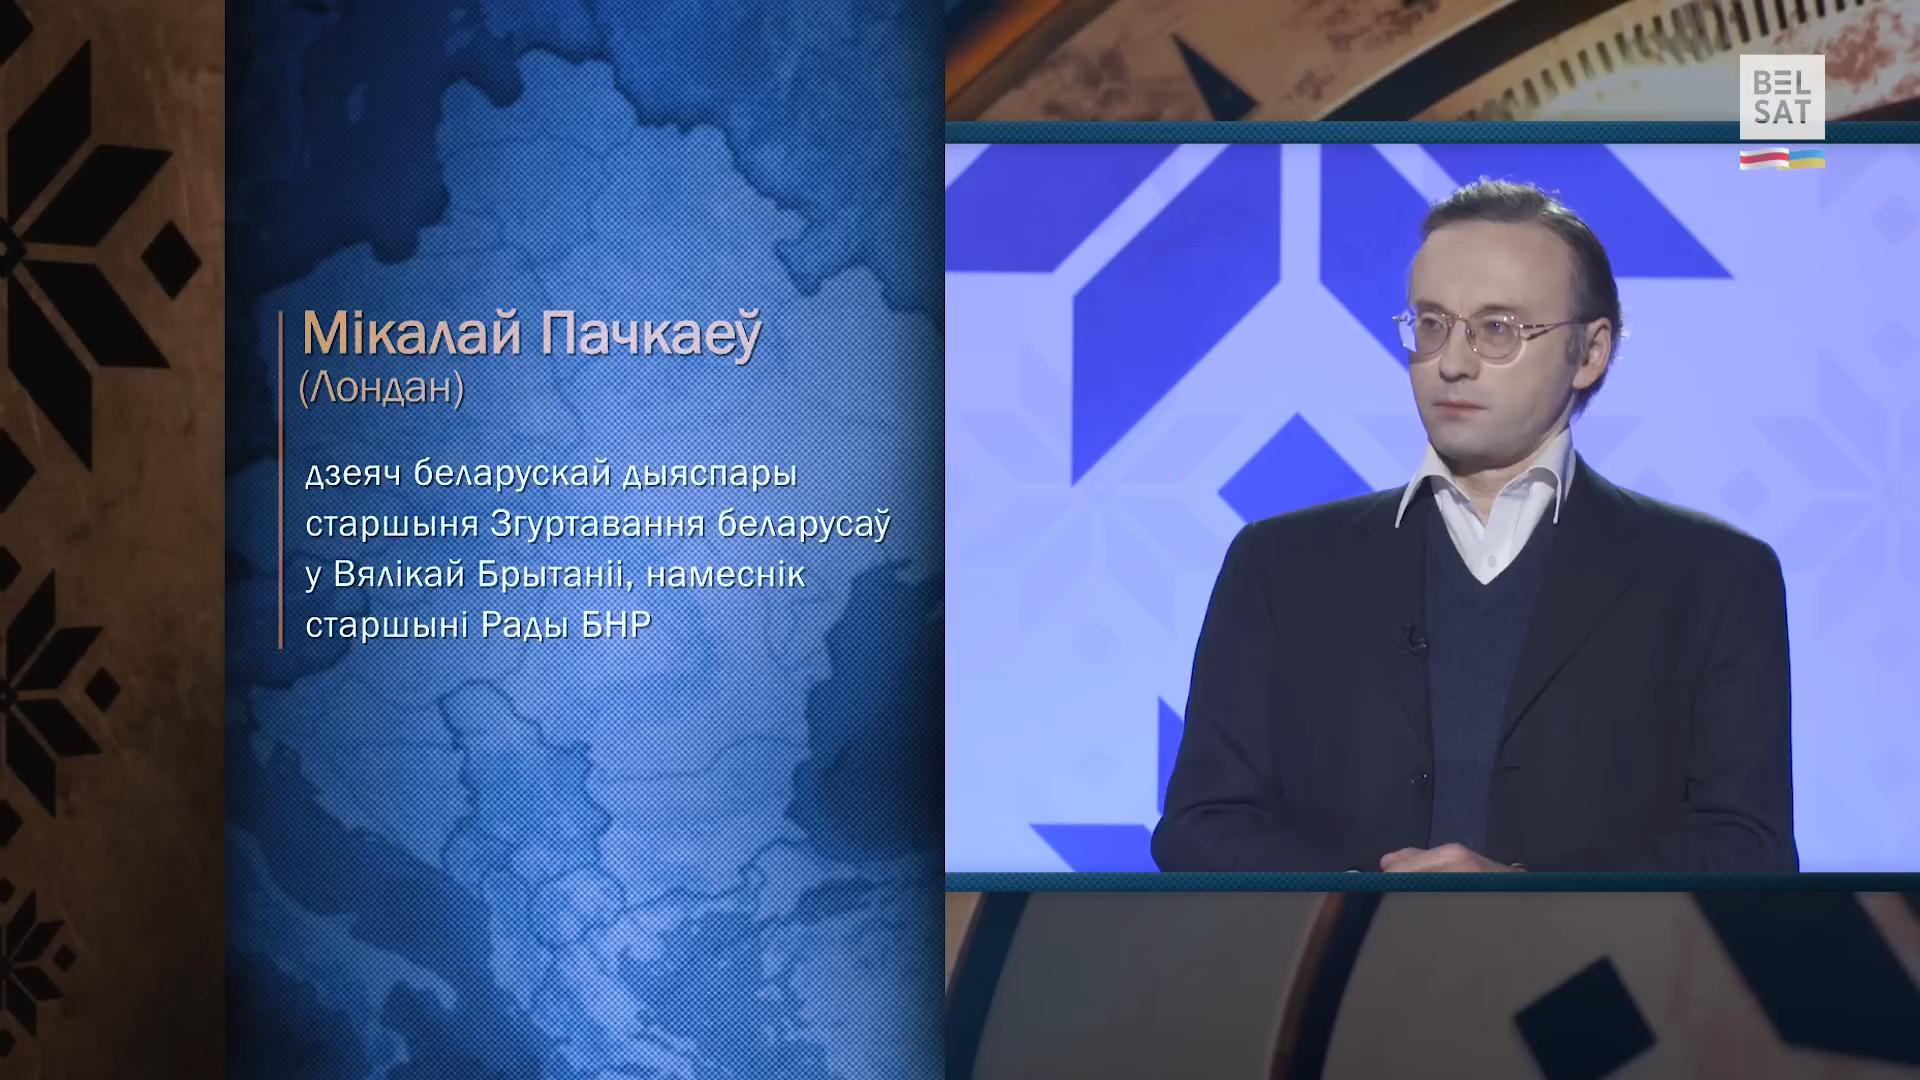 Мікалай Пачкаеў
(Лондан)
дзеяч беларускай дыяспары
старшыня Згуртавання беларусаў
у Вялікай Брытаніі, намеснік
старшыні Рады БНР
BEL
SAT